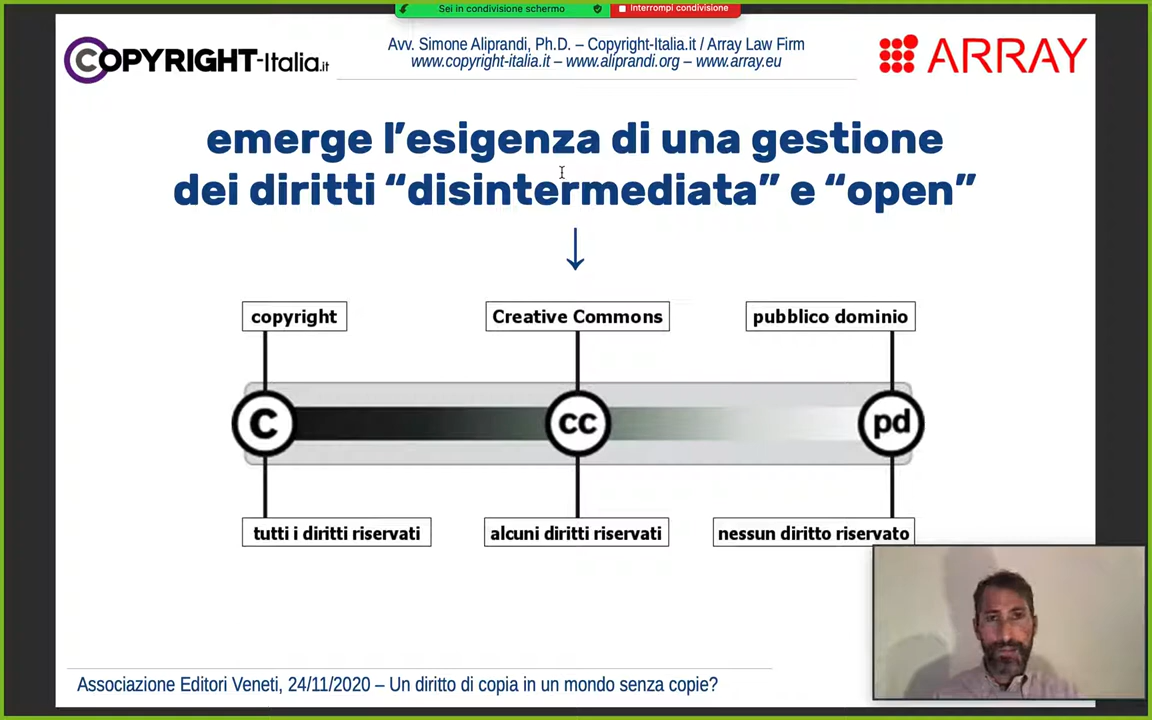 Sei in condivisione schermo
Interrompi condivisione
COPYRIGHT-Italia.it
Avv. Simone Aliprandi, Ph.D. – Copyright-Italia.it / Array Law Firm
www.copyright-italia.it – www.aliprandi.org – www.array.eu
ARRAY
emerge l’esigenza di una gestione
dei diritti “disintermediata” e “open”
↓
copyright
Creative Commons
pubblico dominio
C
cc
pd
tutti i diritti riservati
alcuni diritti riservati
nessun diritto riservato
Associazione Editori Veneti, 24/11/2020 – Un diritto di copia in un mondo senza copie?